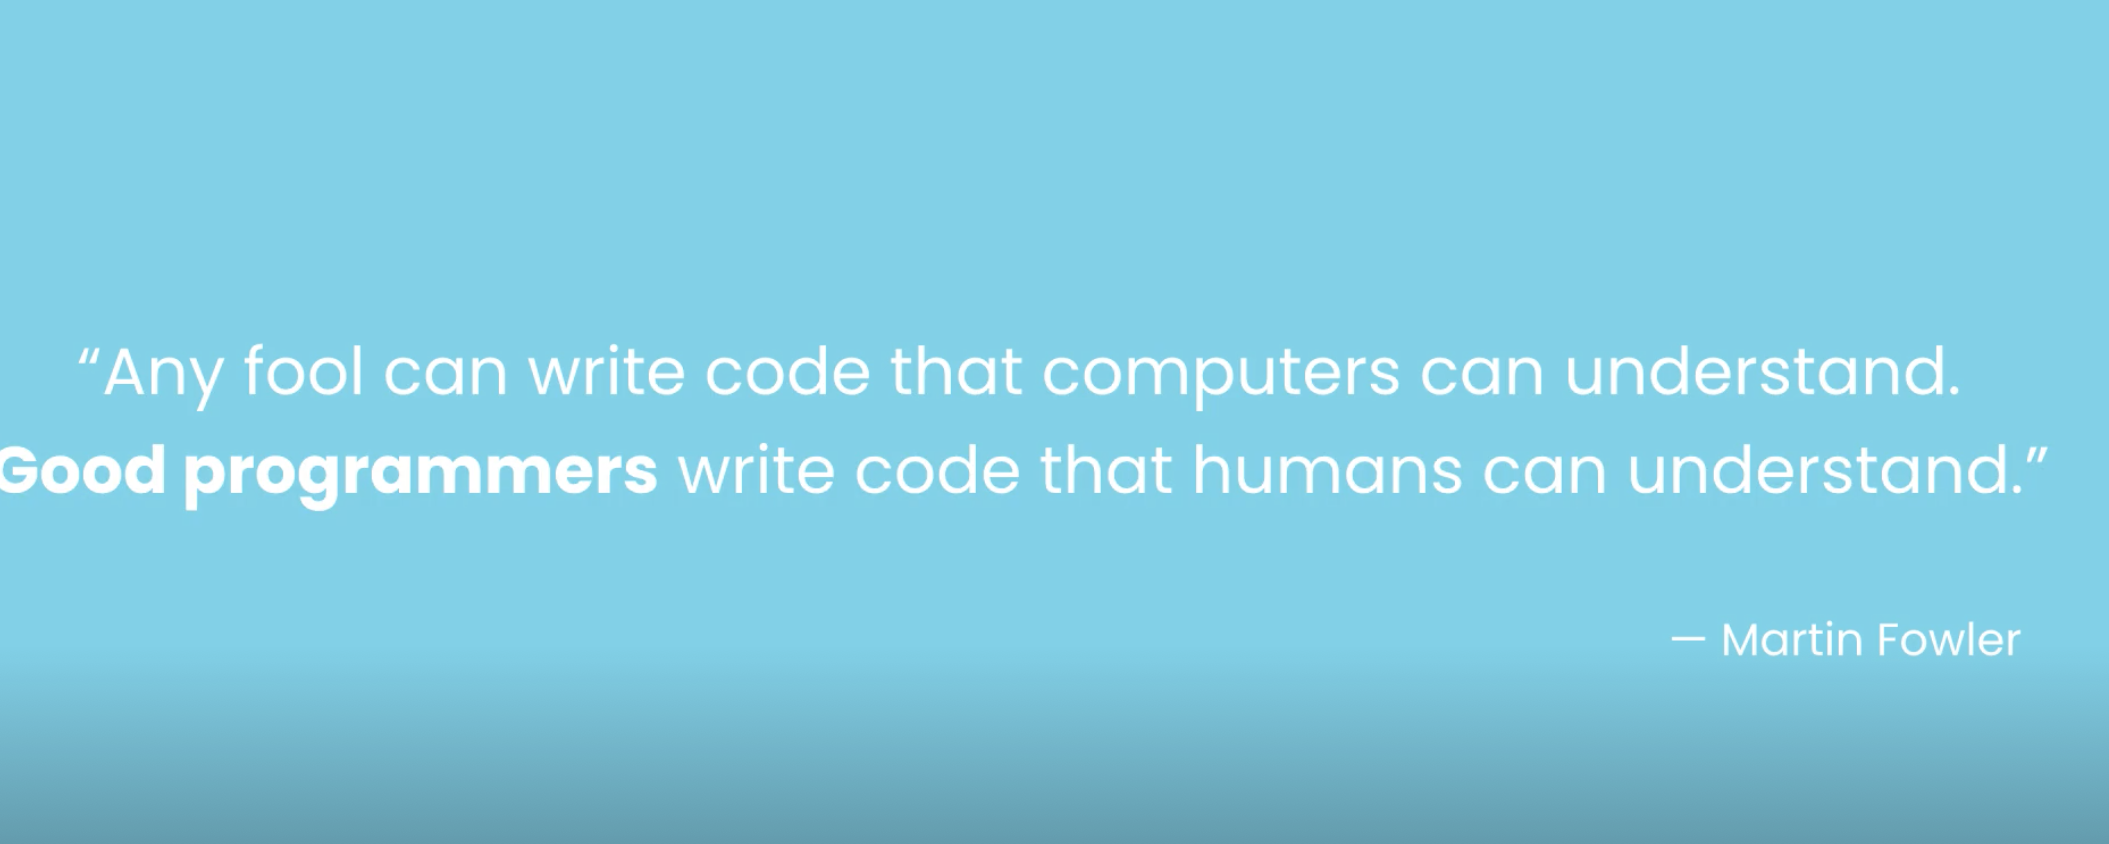 “Any fool can write code that computers can understand.
Good programmers write code that humans can understand.”
— Martin Fowler